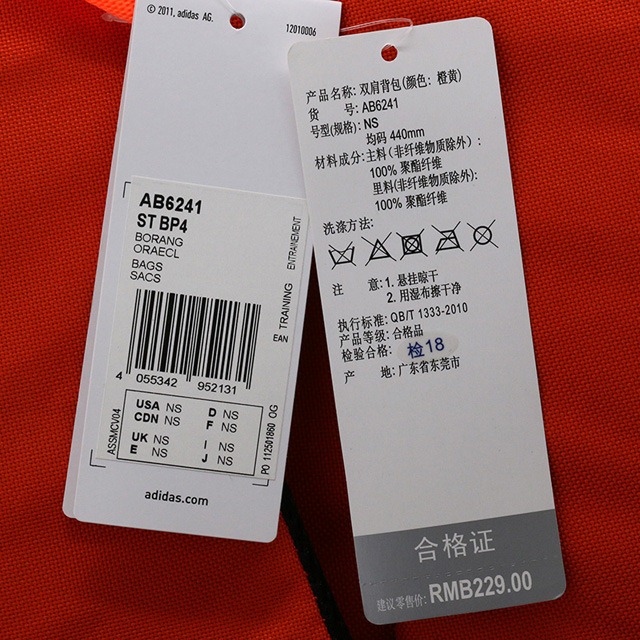 © 2011, adidas AG.
12010006
AB6241
ST BP4
BORANG
ORAECL
BAGS
SACS
EAN TRAINING ENTRAINEMENT
4 055342 952131
USA NS D NS
CDN NS F NS
UK NS I NS
E NS J NS
ASSMCV04
PO 112501860 OG
adidas.com
产品名称: 双肩背包(颜色: 橙黄)
货 号: AB6241
号型(规格): NS
均码 440mm
材料成分: 主料（非纤维物质除外）:
100% 聚酯纤维
里料(非纤维物质除外):
100% 聚酯纤维
洗涤方法:
注 意: 1. 悬挂晾干
2. 用湿布擦干净
执行标准: QB/T 1333-2010
产品等级: 合格品
检验合格: 检18
产 地: 广东省东莞市
合格证
建议零售价: RMB229.00